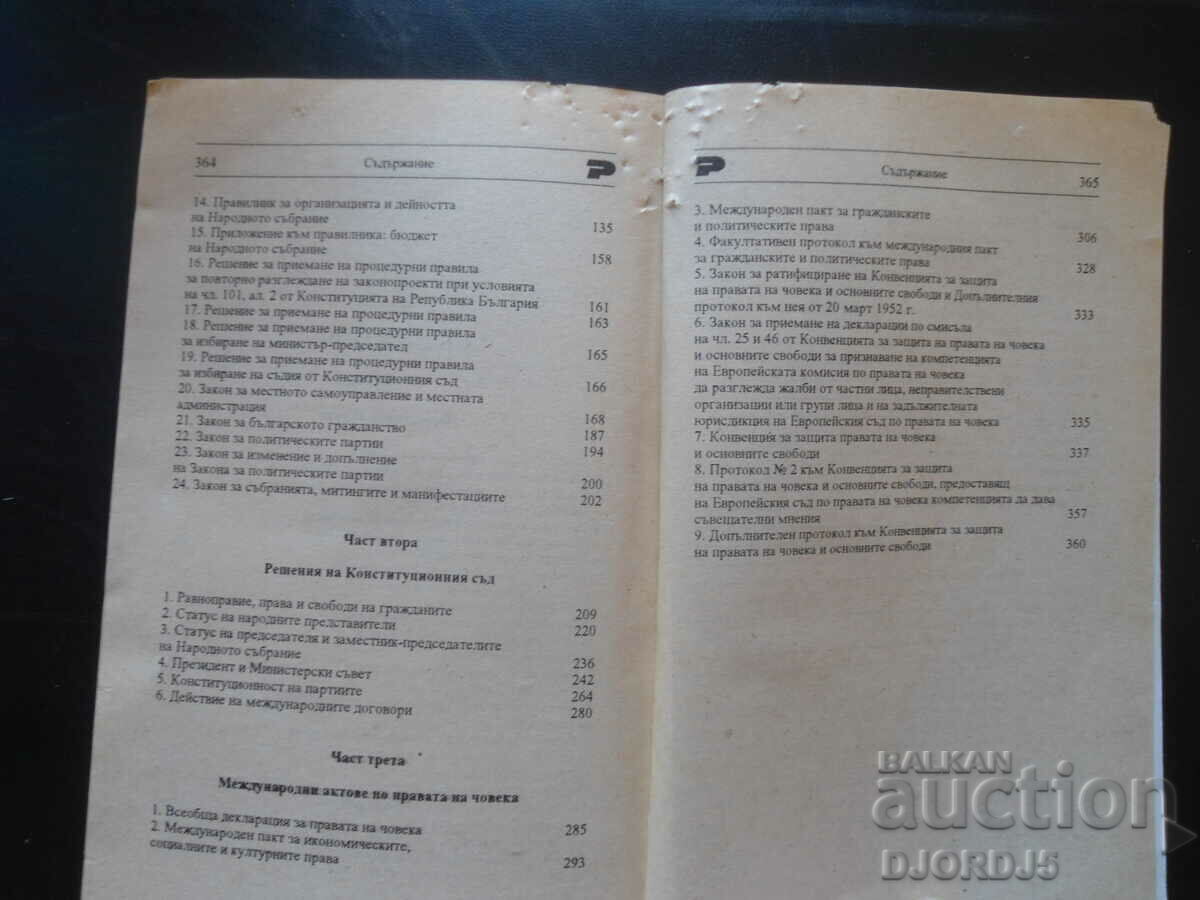 364 Съдържание P
14. Правилник за организацията и дейността
на Народното събрание 135
15. Приложение към правилника: бюджет
на Народното събрание 158
16. Решение за приемане на процедурни правила
за повторно разглеждане на законопроекти при условията
на чл. 101, ал. 2 от Конституцията на Република България 161
17. Решение за приемане на процедурни правила 163
18. Решение за приемане на процедурни правила
за избиране на министър-председател 165
19. Решение за приемане на процедурни правила
за избиране на съдия от Конституционния съд 166
20. Закон за местното самоуправление и местната
администрация 168
21. Закон за българското гражданство 187
22. Закон за политическите партии 194
23. Закон за изменение и допълнение
на Закона за политическите партии 200
24. Закон за събранията, митингите и манифестациите 202
Част втора
Решения на Конституционния съд
1. Равноправие, права и свободи на гражданите 209
2. Статус на народните представители 220
3. Статус на председателя и заместник-председателите
на Народното събрание 236
4. Президент и Министерски съвет 242
5. Конституционност на партиите 264
6. Действие на международните договори 280
Част трета
Международни актове по правата на човека
1. Всеобща декларация за правата на човека 285
2. Международен пакт за икономическите,
социалните и културните права 293
P Съдържание 365
3. Международен пакт за гражданските
и политическите права 306
4. Факултативен протокол към международния пакт
за гражданските и политическите права 328
5. Закон за ратифициране на Конвенцията за защита
на правата на човека и основните свободи и Допълнителния
протокол към нея от 20 март 1952 г. 333
6. Закон за приемане на декларации по смисъла
на чл. 25 и 46 от Конвенцията за защита на правата на човека
и основните свободи за признаване на компетенцията
на Европейската комисия по правата на човека
да разглежда жалби от частни лица, неправителствени
организации или групи лица и на задължителната
юрисдикция на Европейския съд по правата на човека 335
7. Конвенция за защита правата на човека
и основните свободи 337
8. Протокол № 2 към Конвенцията за защита
на правата на човека и основните свободи, предоставящ
на Европейския съд по правата на човека компетенцията да дава
съвещателни мнения 357
9. Допълнителен протокол към Конвенцията за защита
на правата на човека и основните свободи 360
BALKAN
auction
DJORDJ5